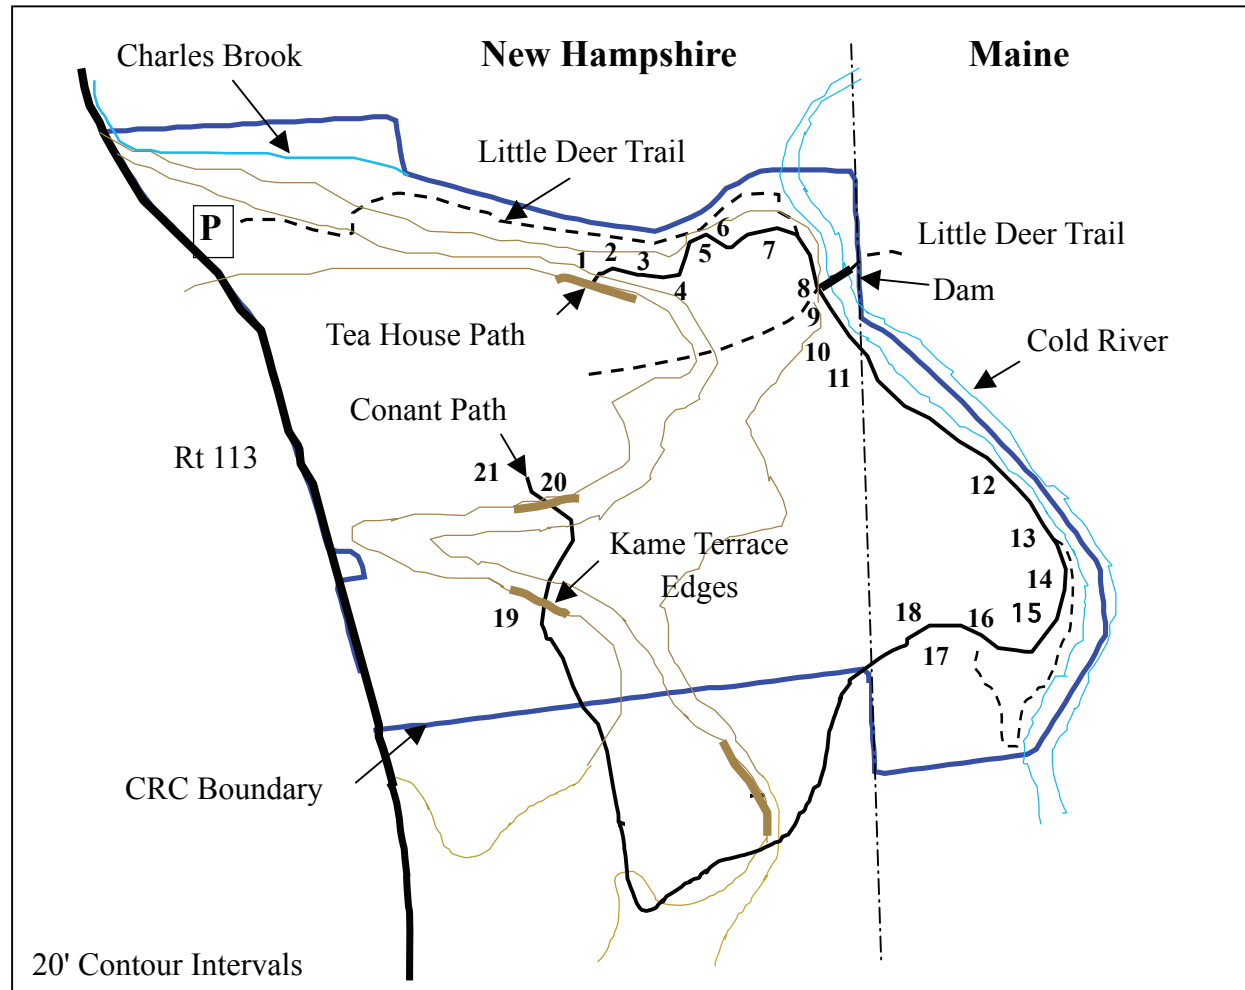 New Hampshire
Maine
Charles Brook
Little Deer Trail
P
6
Little Deer Trail
1
2
3
5
7
4
8
Dam
Tea House Path
9
10
Cold River
11
Conant Path
Rt 113
21
20
12
Kame Terrace
Edges
13
14
19
18
16
15
17
CRC Boundary
20' Contour Intervals